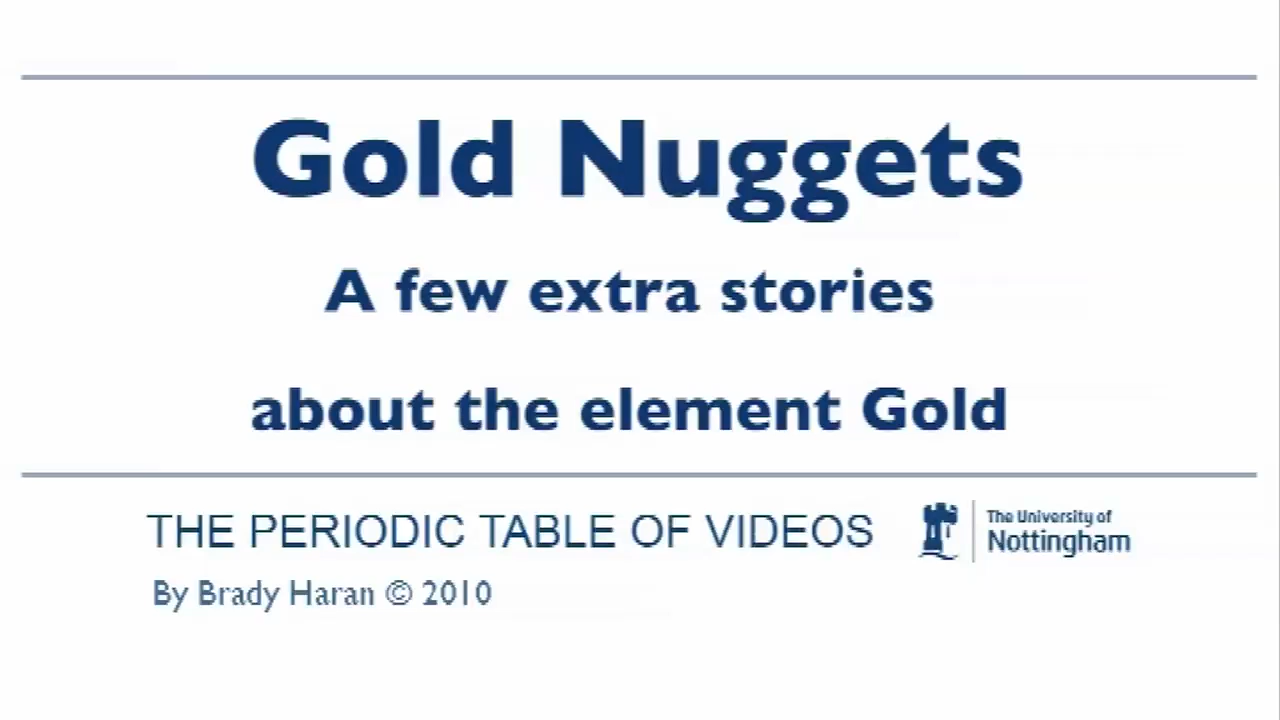 Gold Nuggets
A few extra stories
about the element Gold
THE PERIODIC TABLE OF VIDEOS
The University of
Nottingham
By Brady Haran © 2010